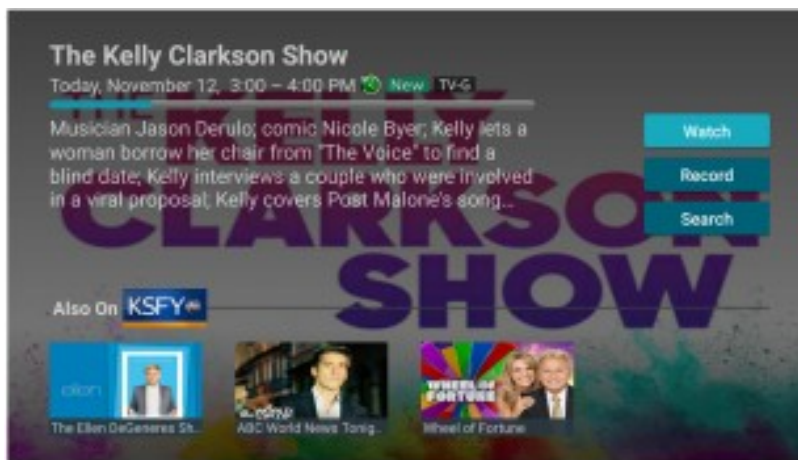 The Kelly Clarkson Show
Today, November 12, 3:00 – 4:00 PM New TV-G
Musician Jason Derulo; comic Nicole Byer; Kelly lets a
woman borrow her chair from "The Voice" to find a
blind date; Kelly interviews a couple who were involved
in a viral proposal; Kelly covers Post Malone's song...
Watch
Record
Search
THE
KELLY
CLARKSON
SHOW
Also On KSFY
ellen
WHEEL OF
FORTUNE
The Ellen DeGeneres Sh...
ABC World News Tonig...
Wheel of Fortune